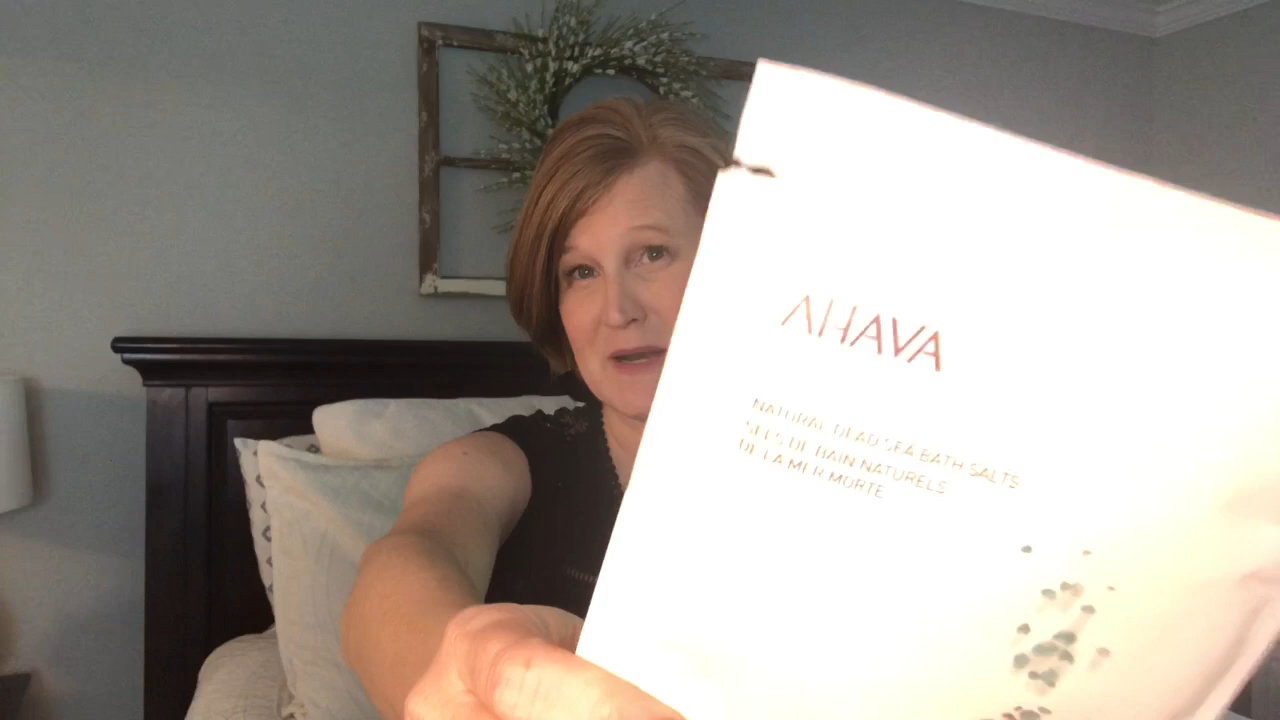 AHAVA
NATURAL DEAD SEA BATH SALTS
SELS DE BAIN NATURELS
DE LA MER MORTE